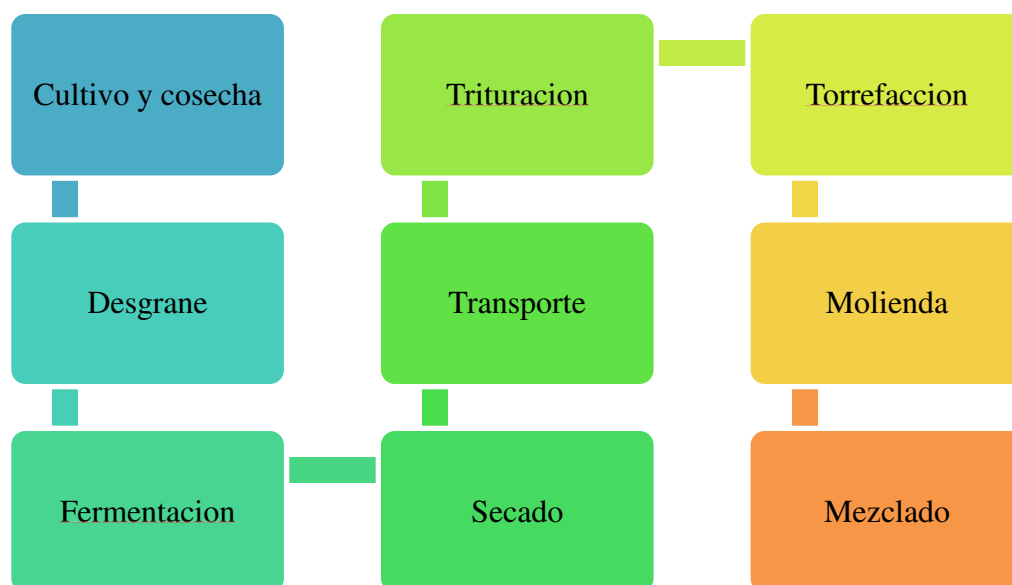 Cultivo y cosecha
Desgrane
Fermentacion
Secado
Transporte
Trituracion
Torrefaccion
Molienda
Mezclado